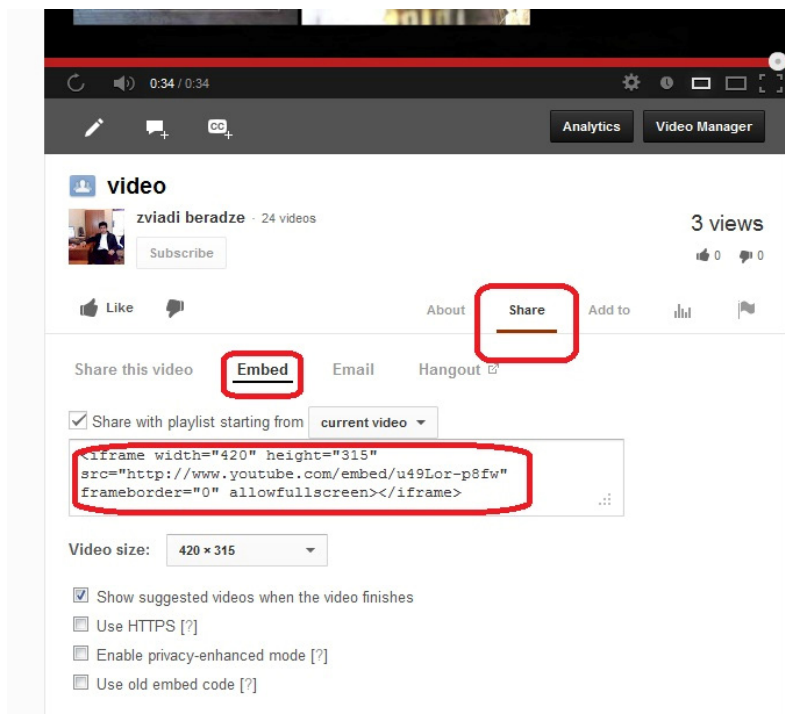 0:34 / 0:34
CC
Analytics Video Manager
video
zviadi beradze · 24 videos
3 views
Subscribe
0 0
Like
About Share Add to
Share this video Embed Email Hangout
Share with playlist starting from current video
<iframe width="420" height="315"
src="http://www.youtube.com/embed/u49Lor-p8fw"
frameborder="0" allowfullscreen></iframe>
Video size: 420 × 315
Show suggested videos when the video finishes
Use HTTPS [?]
Enable privacy-enhanced mode [?]
Use old embed code [?]